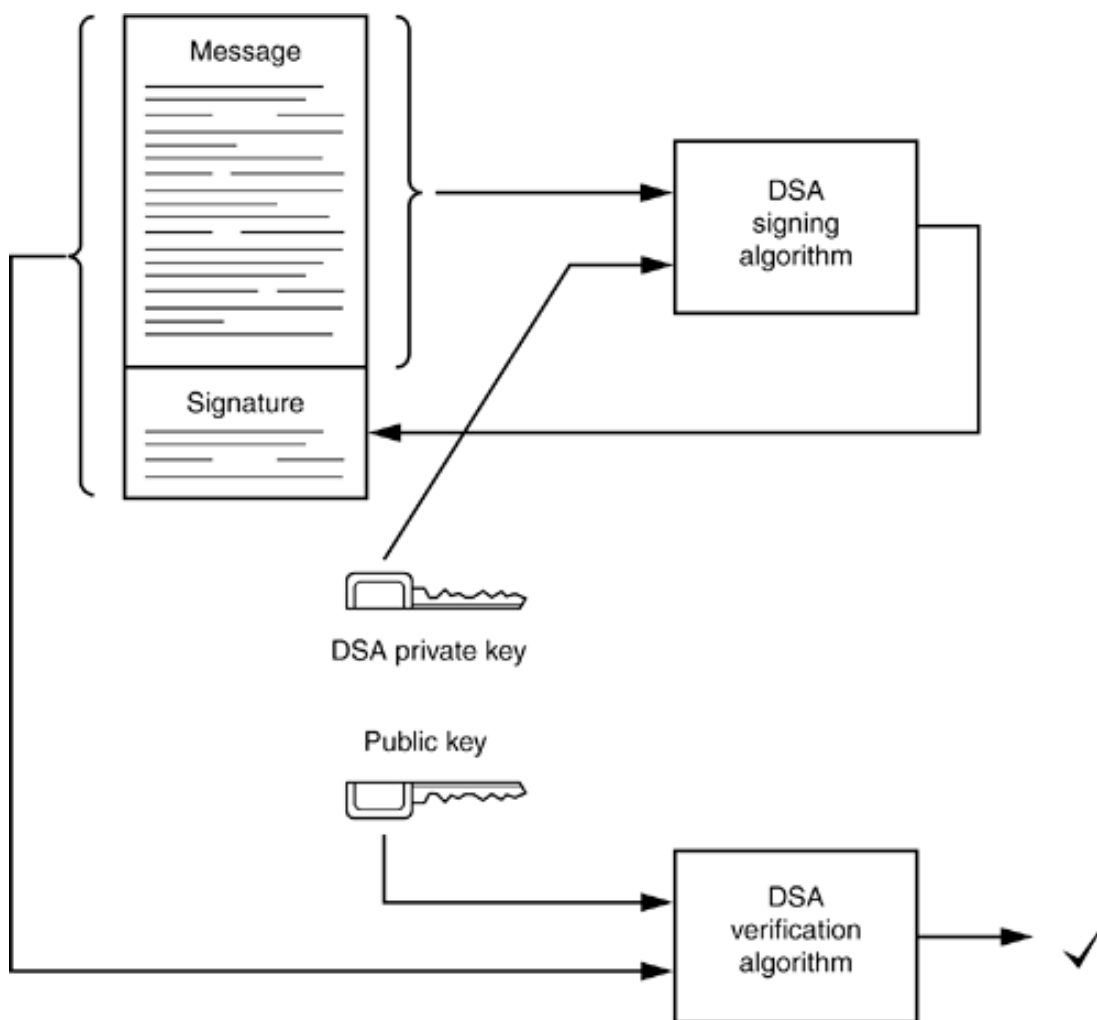 Message
DSA
signing
algorithm
Signature
DSA private key
Public key
DSA
verification
algorithm